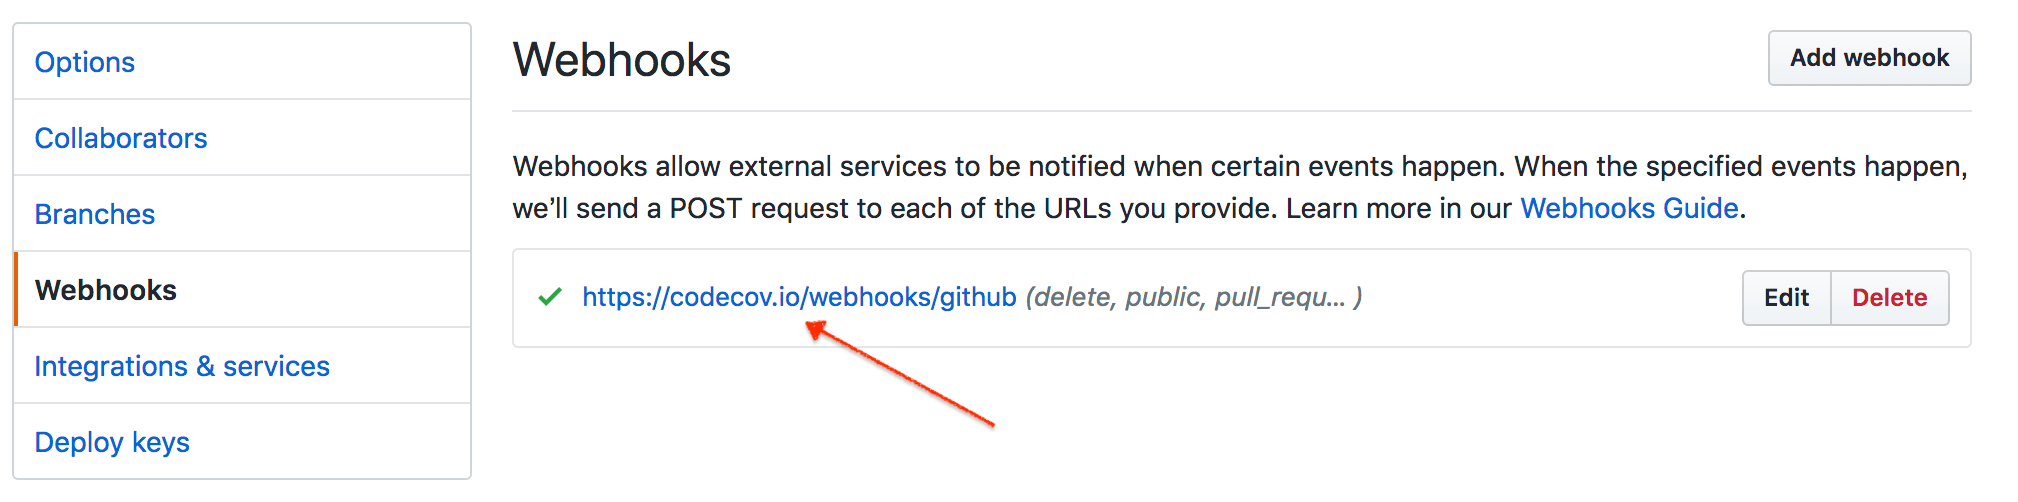 Options
Collaborators
Branches
Webhooks
Integrations & services
Deploy keys
Webhooks
Add webhook
Webhooks allow external services to be notified when certain events happen. When the specified events happen,
we’ll send a POST request to each of the URLs you provide. Learn more in our Webhooks Guide.
https://codecov.io/webhooks/github (delete, public, pull_requ... )
Edit
Delete